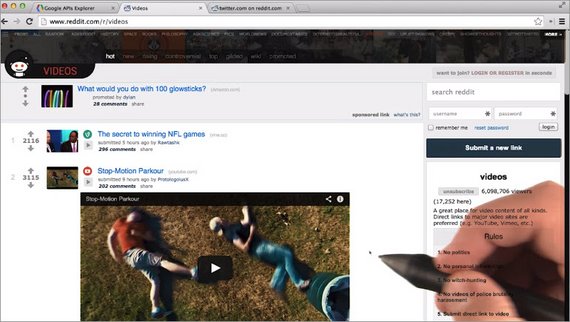 Google APIs Explorer
Videos
twitter.com on reddit.com
www.reddit.com/r/videos
MORE »
VIDEOS
hot new rising controversial top gilded wiki promoted
want to join? LOGIN OR REGISTER in seconds
What would you do with 100 glowsticks? (Amazon.com)
promoted by dylan
28 comments share
sponsored link what's this?
search reddit
username
password
remember me reset password login
Submit a new link
1
2116
The secret to winning NFL games
submitted 5 hours ago by Rawtashk
296 comments share
2
3115
Stop-Motion Parkour (youtube.com)
submitted 9 hours ago by
202 comments share
Stop-Motion Parkour
videos
unsubscribe 6,098,706 viewers
(17,252 here)
A great place for video content of all kinds.
Direct links to major video sites are
preferred (e.g. YouTube, Vimeo, etc.)
Rules
1. No politics
2. No personal
3. No witch-hunting
4. No videos of police brutality
harassment
5. Submit direct link to video